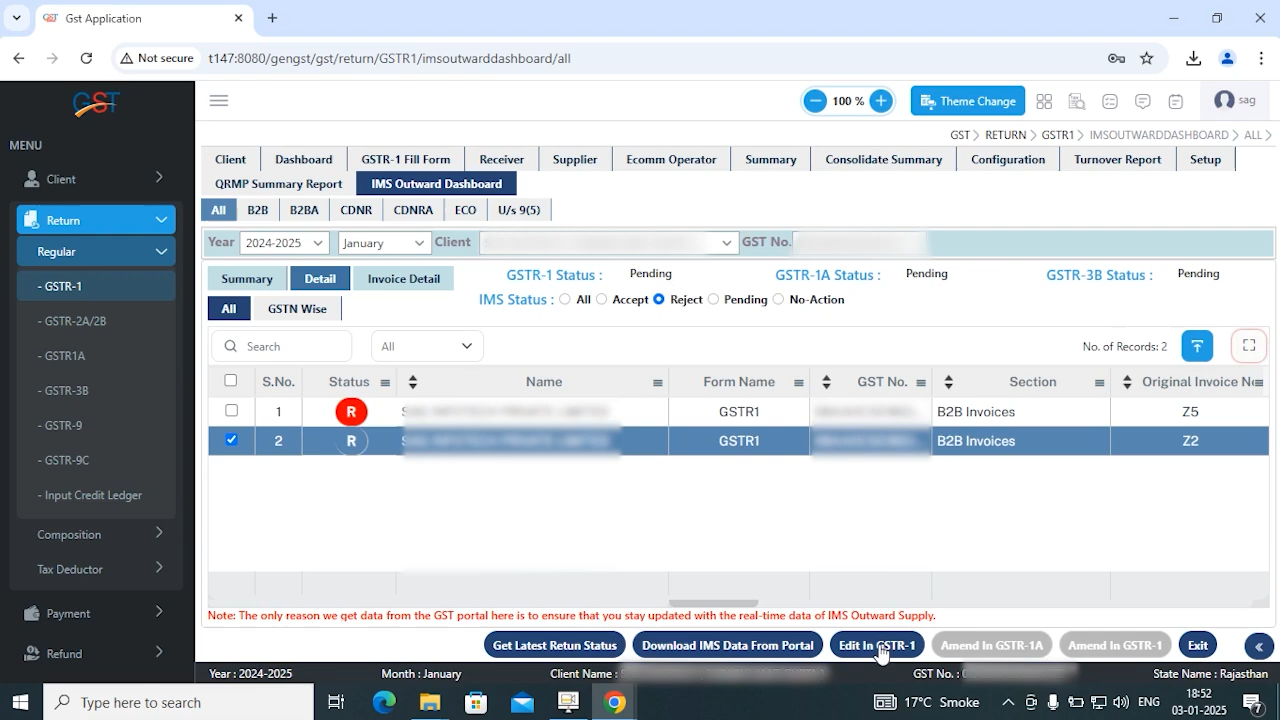 GST Gst Application
Not secure t147:8080/gengst/gst/return/GSTR1/imsoutwarddashboard/all
GST
100 % Theme Change sag
GST RETURN GSTR1 IMSOUTWARDDASHBOARD ALL
MENU
Client
Return
Regular
- GSTR-1
- GSTR-2A/2B
- GSTR1A
- GSTR-3B
- GSTR-9
- GSTR-9C
- Input Credit Ledger
Composition
Tax Deductor
Payment
Refund
Client Dashboard GSTR-1 Fill Form Receiver Supplier Ecomm Operator Summary Consolidate Summary Configuration Turnover Report Setup
QRMP Summary Report IMS Outward Dashboard
All B2B B2BA CDNR CDNRA ECO U/s 9(5)
Year 2024-2025 January Client GST No.
Summary Detail Invoice Detail GSTR-1 Status : Pending GSTR-1A Status : Pending GSTR-3B Status : Pending
IMS Status : All Accept Reject Pending No-Action
All GSTN Wise
Search All No. of Records: 2
S.No. Status Name Form Name GST No. Section Original Invoice N
1 R GSTR1 B2B Invoices Z5
2 R GSTR1 B2B Invoices Z2
Note: The only reason we get data from the GST portal here is to ensure that you stay updated with the real-time data of IMS Outward Supply.
Get Latest Retun Status Download IMS Data From Portal Edit In GSTR-1 Amend In GSTR-1A Amend In GSTR-1 Exit
Year : 2024-2025 Month : January Client Name : GST No. : State Name : Rajasthan
Type here to search 17°C Smoke ENG 18:52
03-01-2025 7